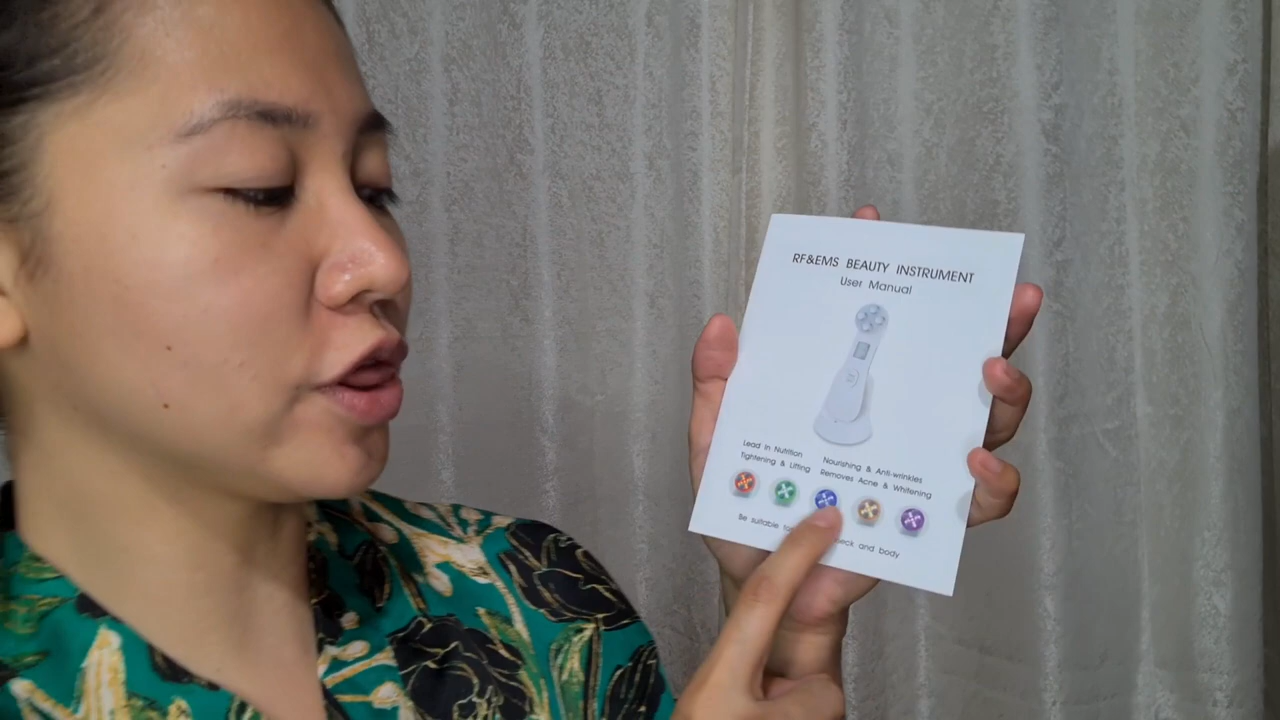 RF&EMS BEAUTY INSTRUMENT
User Manual
Lead in Nutrition
Tightening & Lifting
Nourishing & Anti-wrinkles
Removes Acne & Whitening
Be suitable and body